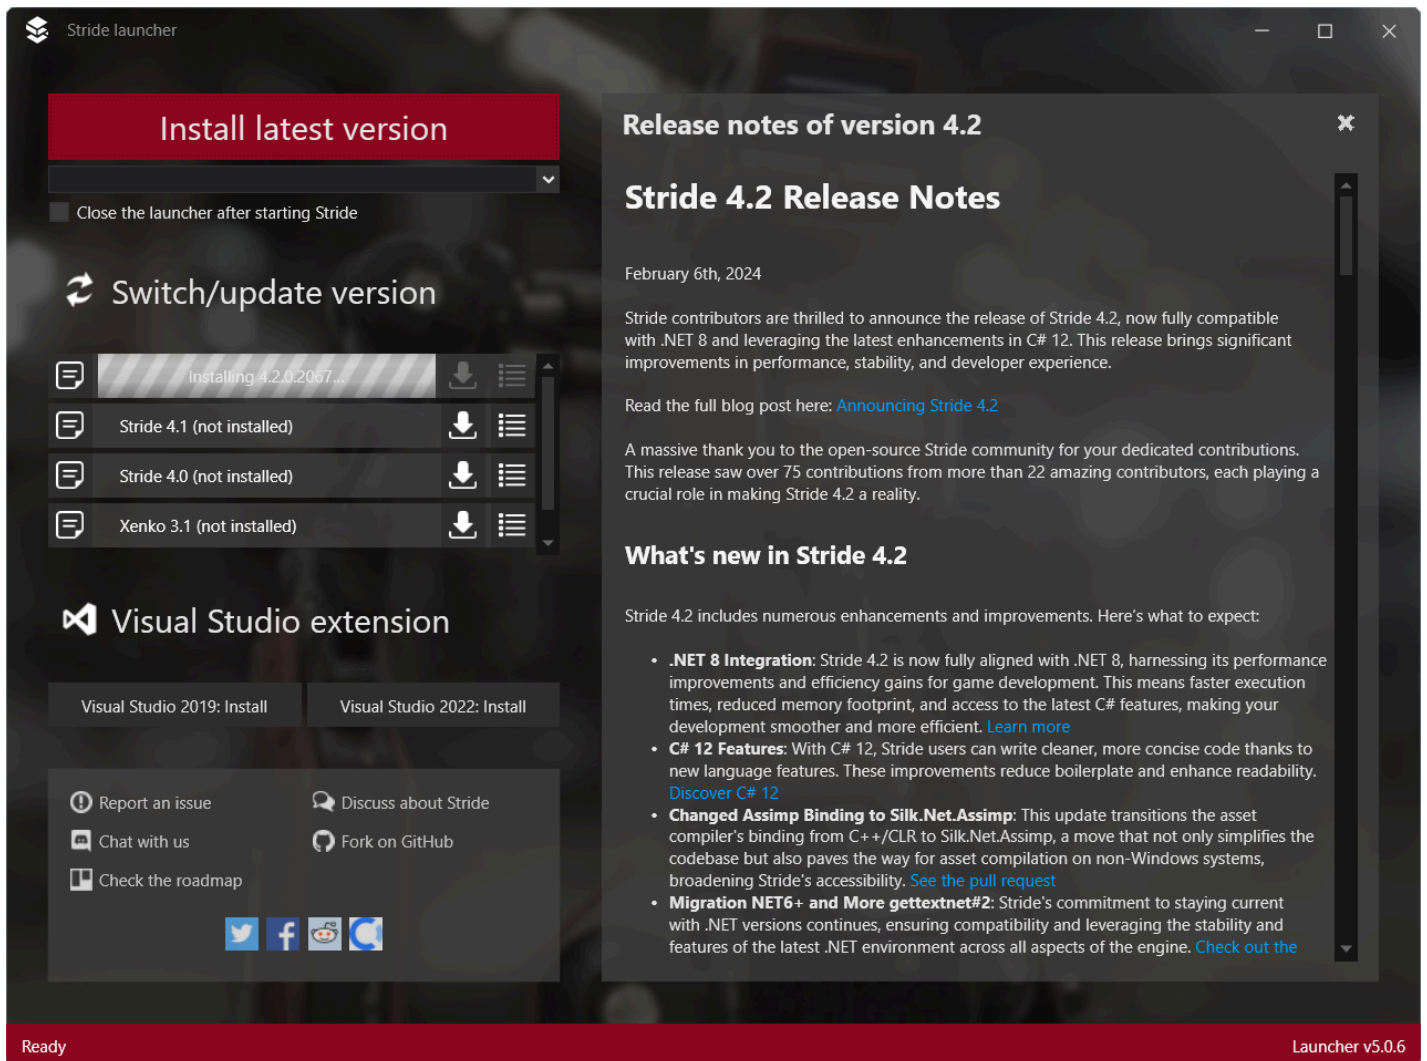 Stride launcher
Install latest version
Close the launcher after starting Stride
Switch/update version
Installing 4.2.0.2067...
Stride 4.1 (not installed)
Stride 4.0 (not installed)
Xenko 3.1 (not installed)
Visual Studio extension
Visual Studio 2019: Install
Visual Studio 2022: Install
Report an issue
Discuss about Stride
Chat with us
Fork on GitHub
Check the roadmap
Release notes of version 4.2
Stride 4.2 Release Notes
February 6th, 2024
Stride contributors are thrilled to announce the release of Stride 4.2, now fully compatible
with .NET 8 and leveraging the latest enhancements in C# 12. This release brings significant
improvements in performance, stability, and developer experience.
Read the full blog post here: Announcing Stride 4.2
A massive thank you to the open-source Stride community for your dedicated contributions.
This release saw over 75 contributions from more than 22 amazing contributors, each playing a
crucial role in making Stride 4.2 a reality.
What's new in Stride 4.2
Stride 4.2 includes numerous enhancements and improvements. Here's what to expect:
• .NET 8 Integration: Stride 4.2 is now fully aligned with .NET 8, harnessing its performance
improvements and efficiency gains for game development. This means faster execution
times, reduced memory footprint, and access to the latest C# features, making your
development smoother and more efficient. Learn more
• C# 12 Features: With C# 12, Stride users can write cleaner, more concise code thanks to
new language features. These improvements reduce boilerplate and enhance readability.
Discover C# 12
• Changed Assimp Binding to Silk.Net.Assimp: This update transitions the asset
compiler's binding from C++/CLR to Silk.Net.Assimp, a move that not only simplifies the
codebase but also paves the way for asset compilation on non-Windows systems,
broadening Stride's accessibility. See the pull request
• Migration NET6+ and More gettextnet#2: Stride's commitment to staying current
with .NET versions continues, ensuring compatibility and leveraging the stability and
features of the latest .NET environment across all aspects of the engine. Check out the
Ready
Launcher v5.0.6